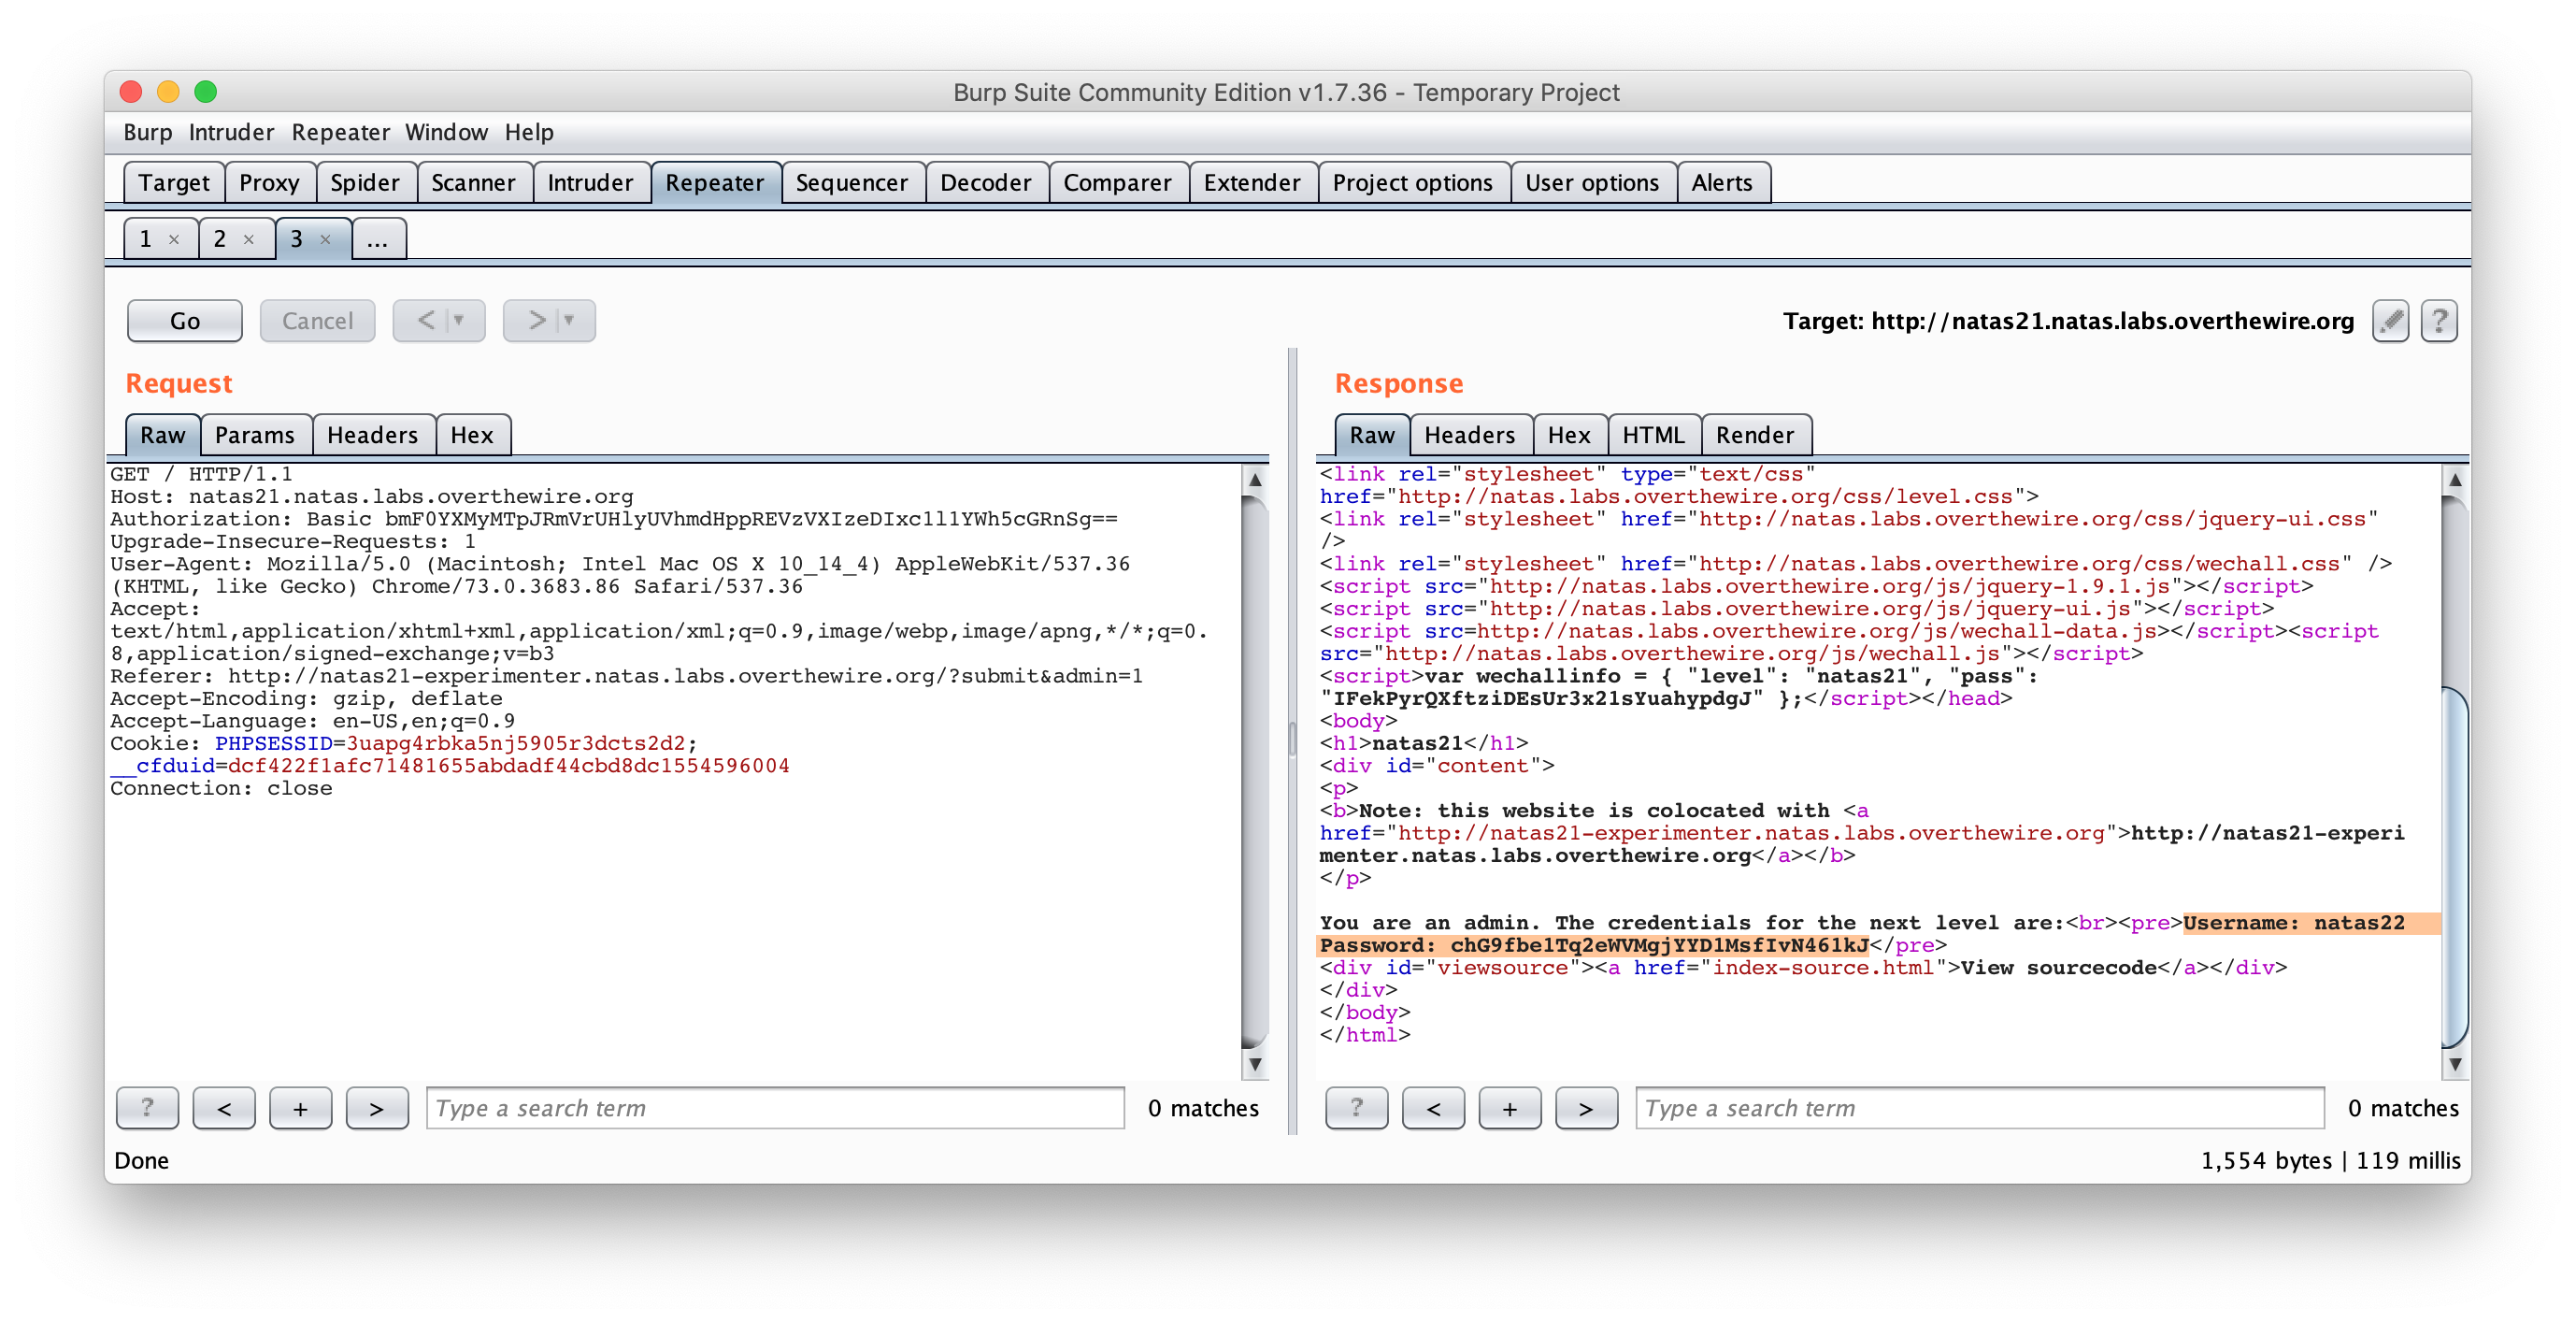 Burp Suite Community Edition v1.7.36 - Temporary Project
Burp Intruder Repeater Window Help
Target Proxy Spider Scanner Intruder Repeater Sequencer Decoder Comparer Extender Project options User options Alerts
1 × 2 × 3 × ...
Go Cancel < > Target: http://natas21.natas.labs.overthewire.org ?
Request
Raw Params Headers Hex
GET / HTTP/1.1
Host: natas21.natas.labs.overthewire.org
Authorization: Basic bmF0YXMyMTpJRmVrUHlyUVhmdHppREVzVXIzeDIxc1l1YWh5cGRnSg==
Upgrade-Insecure-Requests: 1
User-Agent: Mozilla/5.0 (Macintosh; Intel Mac OS X 10_14_4) AppleWebKit/537.36
(KHTML, like Gecko) Chrome/73.0.3683.86 Safari/537.36
Accept:
text/html,application/xhtml+xml,application/xml;q=0.9,image/webp,image/apng,*/*;q=0.
8,application/signed-exchange;v=b3
Referer: http://natas21-experimenter.natas.labs.overthewire.org/?submit&admin=1
Accept-Encoding: gzip, deflate
Accept-Language: en-US,en;q=0.9
Cookie: PHPSESSID=3uapg4rbka5nj5905r3dcts2d2;
__cfduid=dcf422f1afc71481655abdadf44cbd8dc1554596004
Connection: close
? < + > Type a search term 0 matches
Response
Raw Headers Hex HTML Render
<link rel="stylesheet" type="text/css"
href="http://natas.labs.overthewire.org/css/level.css">
<link rel="stylesheet" href="http://natas.labs.overthewire.org/css/jquery-ui.css"
/>
<link rel="stylesheet" href="http://natas.labs.overthewire.org/css/wechall.css" />
<script src="http://natas.labs.overthewire.org/js/jquery-1.9.1.js"></script>
<script src="http://natas.labs.overthewire.org/js/jquery-ui.js"></script>
<script src=http://natas.labs.overthewire.org/js/wechall-data.js></script><script
src="http://natas.labs.overthewire.org/js/wechall.js"></script>
<script>var wechallinfo = { "level": "natas21", "pass":
"IFekPyrQXftziDEsUr3x21sYuahypdgJ" };</script></head>
<body>
<h1>natas21</h1>
<div id="content">
<p>
<b>Note: this website is colocated with <a
href="http://natas21-experimenter.natas.labs.overthewire.org">http://natas21-experi
menter.natas.labs.overthewire.org</a></b>
</p>
You are an admin. The credentials for the next level are:<br><pre>Username: natas22
Password: chG9fbe1Tq2eWVMgjYYD1MsfIvN461kJ</pre>
<div id="viewsource"><a href="index-source.html">View sourcecode</a></div>
</div>
</body>
</html>
? < + > Type a search term 0 matches
Done 1,554 bytes | 119 millis